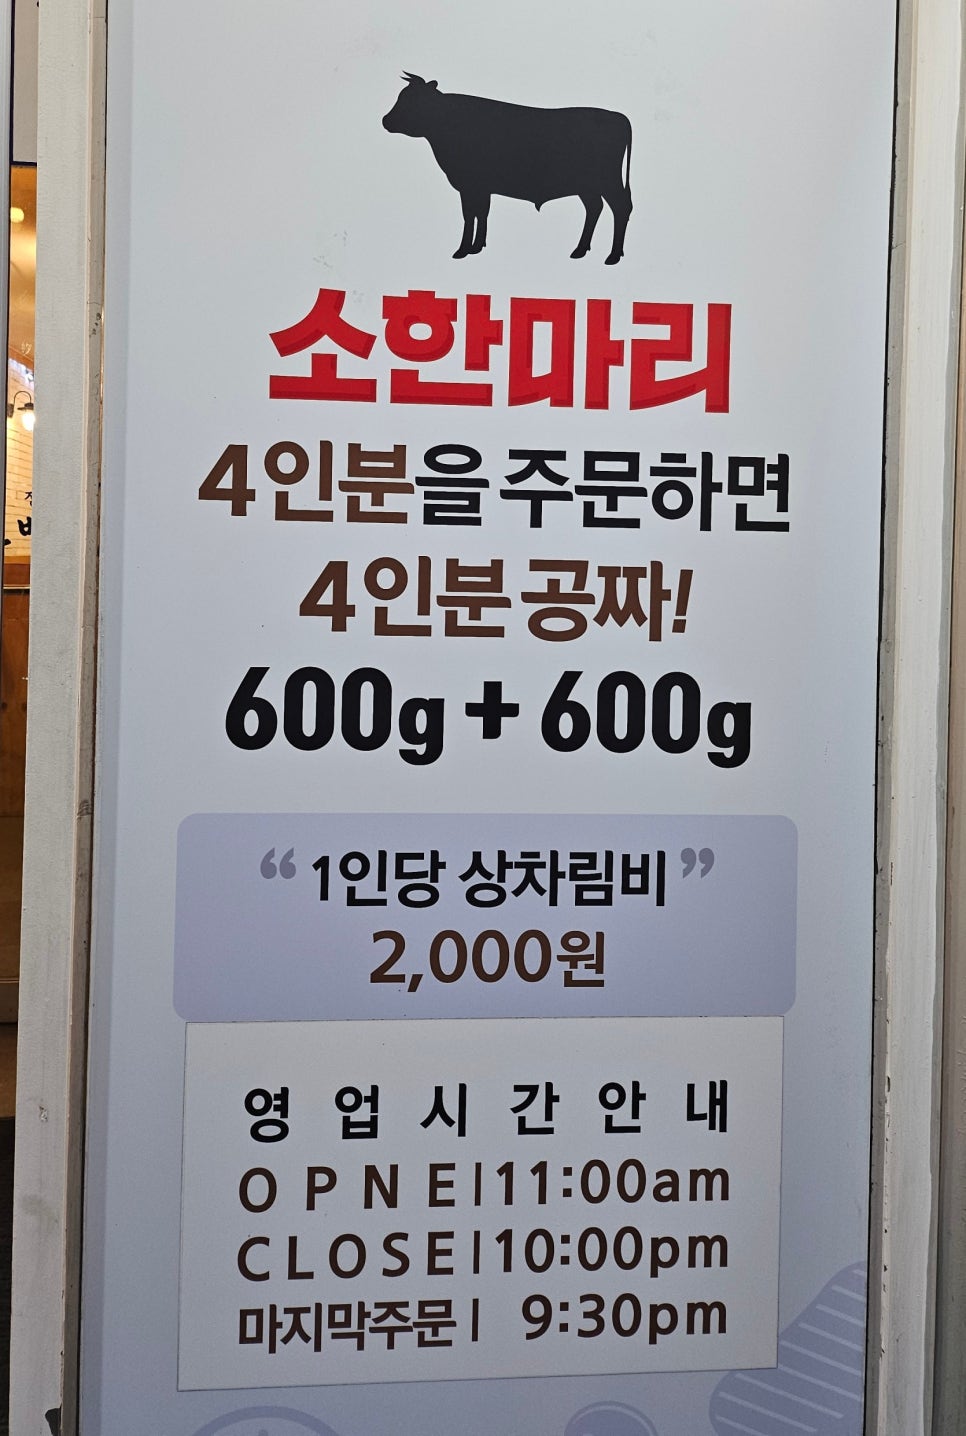 소한마리
4인분을 주문하면
4인분 공짜!
600g + 600g
“ 1인당 상차림비 ”
2,000원
영 업 시 간 안 내
O P N E | 11:00am
C L O S E | 10:00pm
마지막주문 | 9:30pm